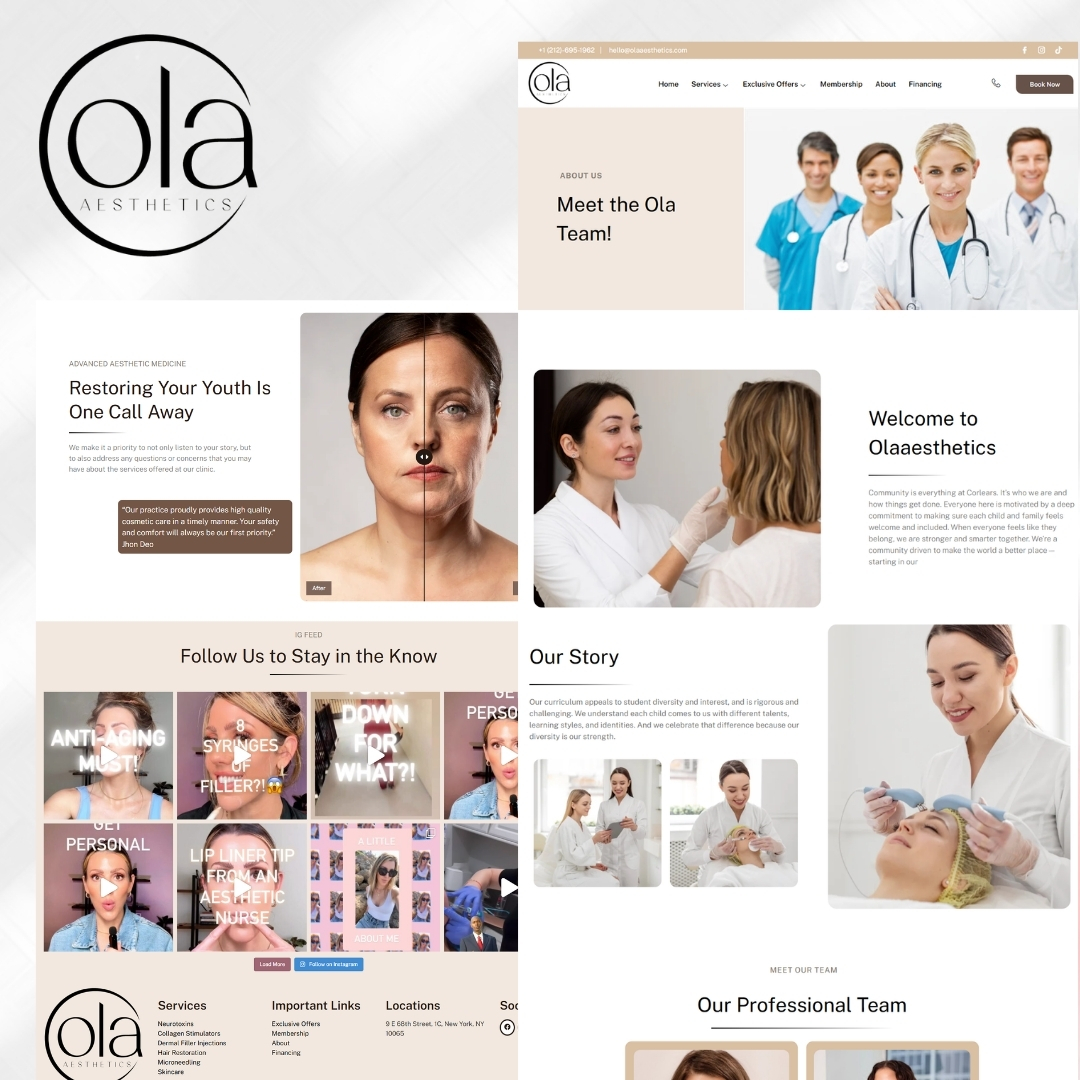 ola
AESTHETICS
ADVANCED AESTHETIC MEDICINE
Restoring Your Youth Is
One Call Away
We make it a priority to not only listen to your story, but
to also address any questions or concerns that you may
have about the services offered at our clinic.
"Our practice proudly provides high quality
cosmetic care in a timely manner. Your safety
and comfort will always be our first priority."
Jhon Deo
After
IG FEED
Follow Us to Stay in the Know
ANTI-AGING
MUST!
8
SYRINGES
OF
FILLER?!
DOWN
FOR
WHAT?!
GET
PERSONAL
LIP LINER TIP
FROM AN
AESTHETIC
NURSE
A LITTLE
ABOUT ME
Load More
Follow on Instagram
ola
AESTHETICS
Services
Neurotoxins
Collagen Stimulators
Dermal Filler Injections
Hair Restoration
Microneedling
Skincare
Important Links
Exclusive Offers
Membership
About
Financing
Locations
9 E 68th Street, 1C, New York, NY
10065
+1 (212)-685-1962 | hello@olaaesthetics.com
ola
Home Services Exclusive Offers Membership About Financing
Book Now
ABOUT US
Meet the Ola
Team!
Welcome to
Olaaesthetics
Community is everything at Corlears. It's who we are and
how things get done. Everyone here is motivated by a deep
commitment to making sure each child and family feels
welcome and included. When everyone feels like they
belong, we are stronger and smarter together. We're a
community driven to make the world a better place—
starting in our
Our Story
Our curriculum appeals to student diversity and interest, and is rigorous and
challenging. We understand each child comes to us with different talents,
learning styles, and identities. And we celebrate that difference because our
diversity is our strength.
MEET OUR TEAM
Our Professional Team